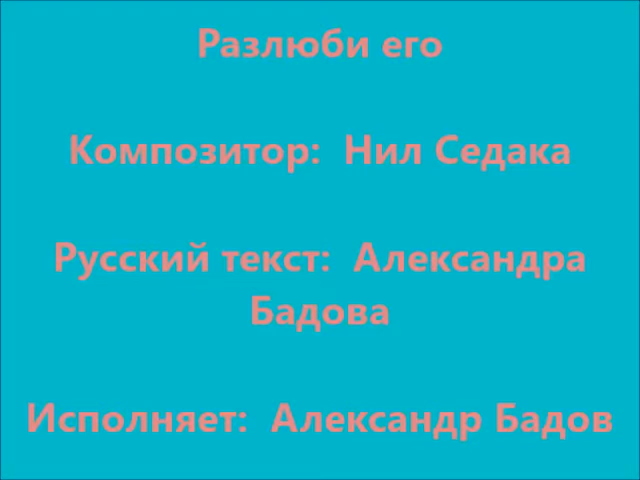 Разлюби его
Композитор: Нил Седака
Русский текст: Александра
Бадова
Исполняет: Александр Бадов